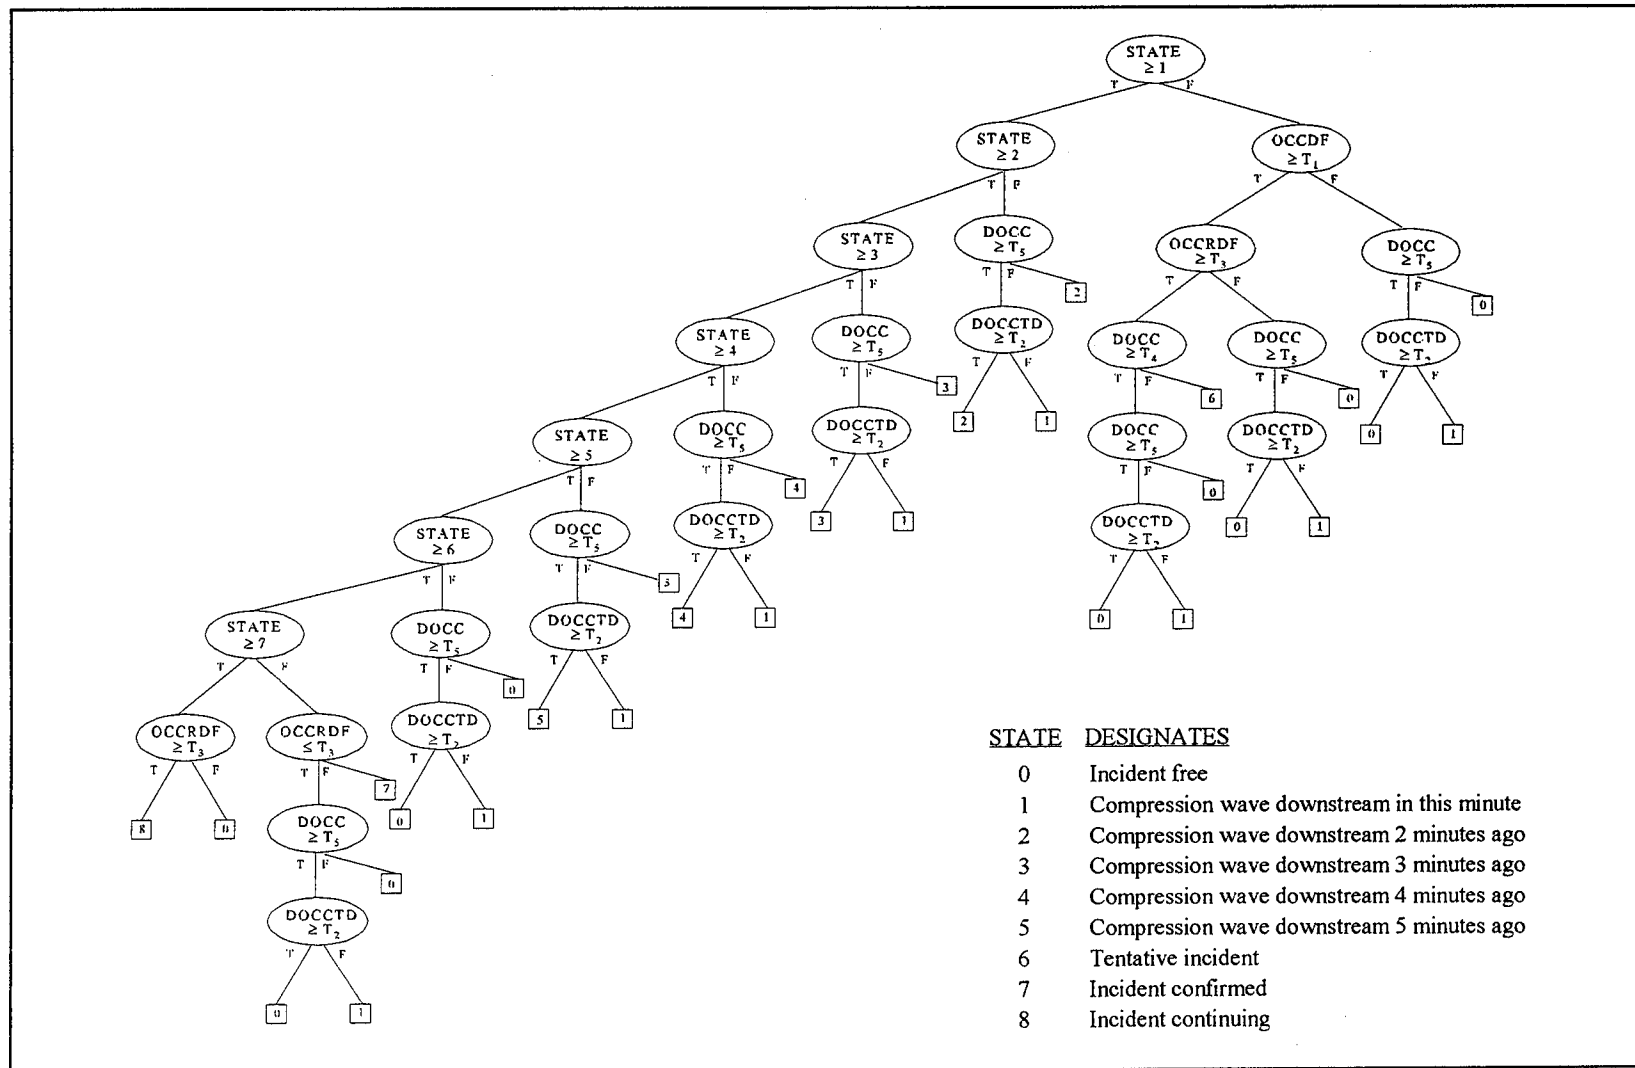 STATE
≥ 1
T F
STATE
≥ 2
OCCDF
≥ T₁
T F
T F
STATE
≥ 3
DOCC
≥ T₅
OCCRDF
≥ T₃
DOCC
≥ T₅
T F
T F
2
T F
T F
0
STATE
≥ 4
DOCC
≥ T₅
DOCCTD
≥ T₂
DOCC
≥ T₄
DOCC
≥ T₅
DOCCTD
≥ T₂
T F
T F
3
T F
T F
6
T F
0
T F
STATE
≥ 5
DOCC
≥ T₅
DOCCTD
≥ T₂
2
1
DOCC
≥ T₅
DOCCTD
≥ T₂
0
1
T F
T F
4
T F
T F
0
T F
STATE
≥ 6
DOCC
≥ T₅
DOCCTD
≥ T₂
3
1
DOCCTD
≥ T₂
0
1
T F
T F
T F
T F
STATE
≥ 7
DOCC
≥ T₅
DOCCTD
≥ T₂
4
1
0
1
T F
T F
0
T F
OCCRDF
≥ T₃
OCCRDF
≤ T₃
DOCCTD
≥ T₂
5
1
T F
T F
7
T F
8
0
DOCC
≥ T₅
0
1
T F
0
DOCCTD
≥ T₂
T F
0
1
STATE DESIGNATES
0 Incident free
1 Compression wave downstream in this minute
2 Compression wave downstream 2 minutes ago
3 Compression wave downstream 3 minutes ago
4 Compression wave downstream 4 minutes ago
5 Compression wave downstream 5 minutes ago
6 Tentative incident
7 Incident confirmed
8 Incident continuing